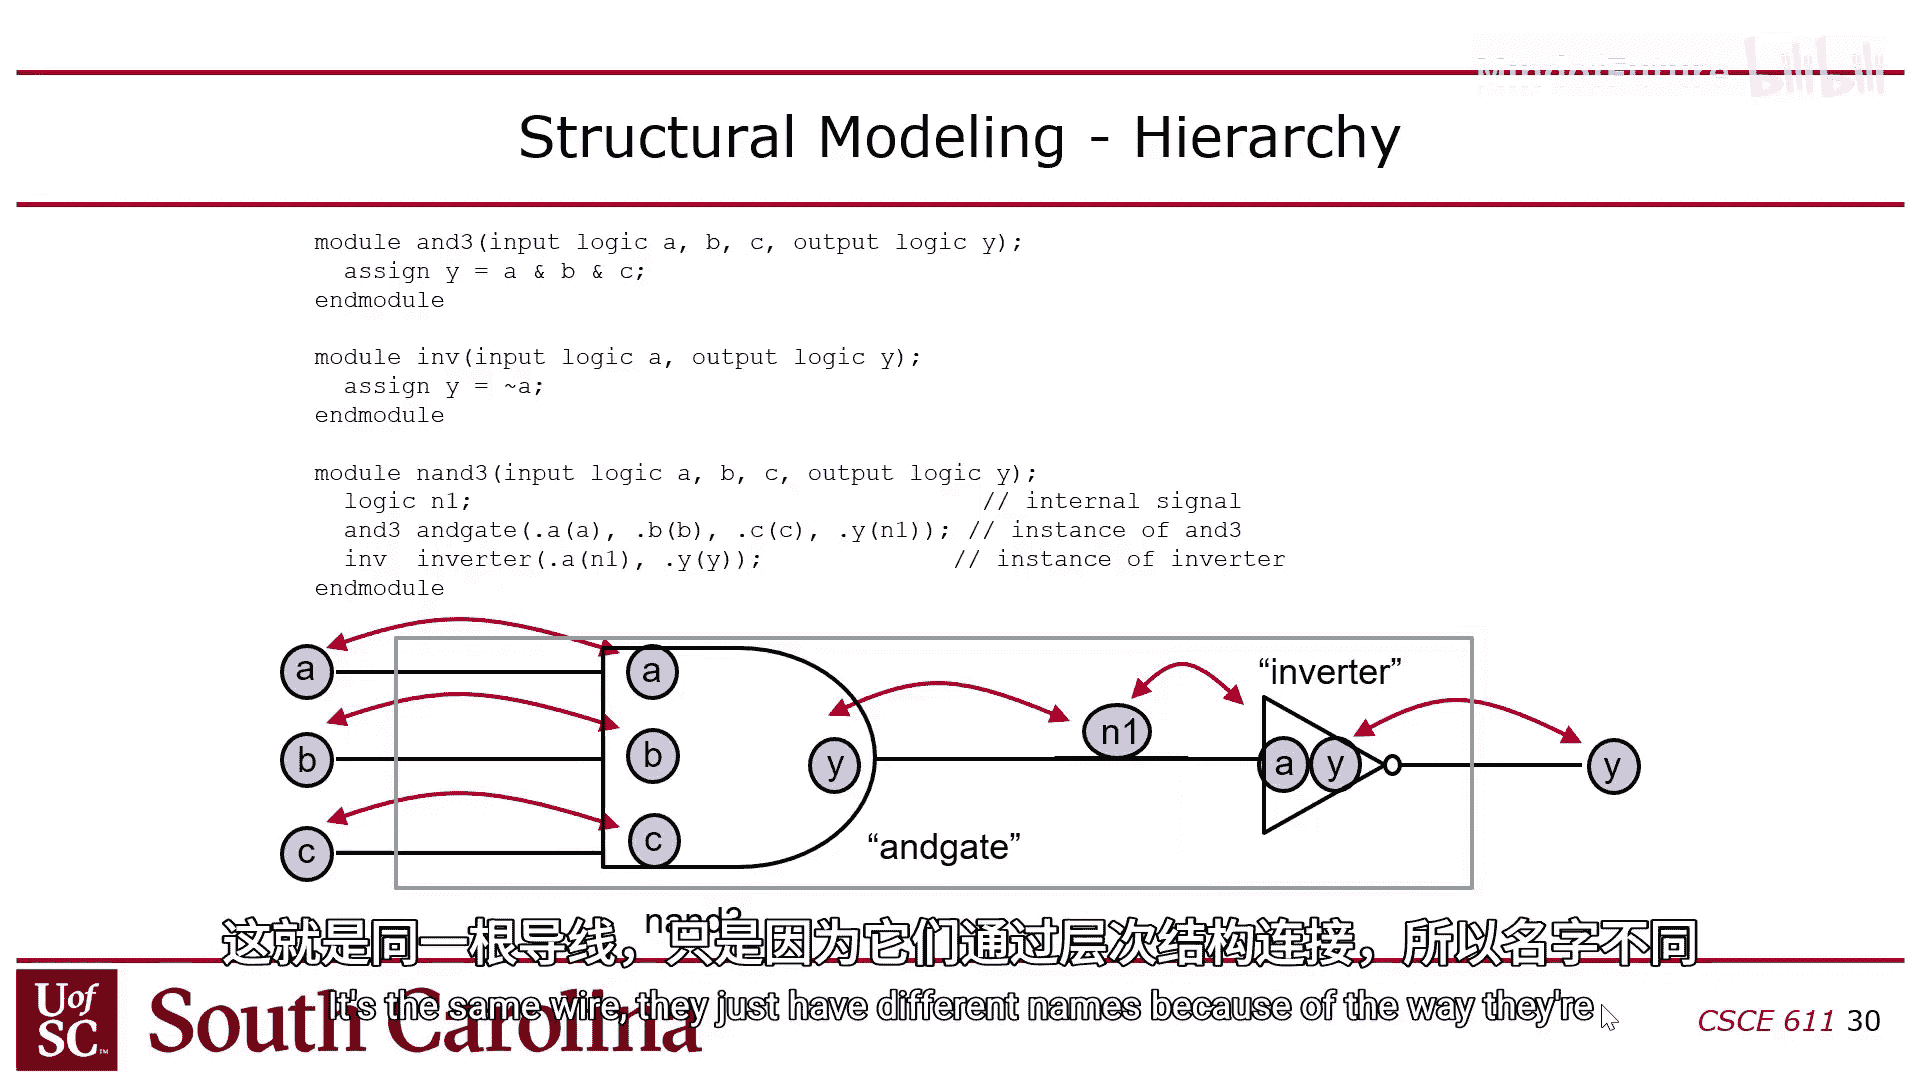 Structural Modeling - Hierarchy
module and3(input logic a, b, c, output logic y);
assign y = a & b & c;
endmodule
module inv(input logic a, output logic y);
assign y = ~a;
endmodule
module nand3(input logic a, b, c, output logic y);
logic n1; // internal signal
and3 andgate(.a(a), .b(b), .c(c), .y(n1)); // instance of and3
inv inverter(.a(n1), .y(y)); // instance of inverter
endmodule
a
a
"inverter"
b
b
y
n1
a
y
y
c
c
"andgate"
nand3
这就是同一根导线，只是因为它们通过层次结构连接，所以名字不同
It's the same wire, they just have different names because of the way they're
UofSC™
South Carolina
CSCE 611 30